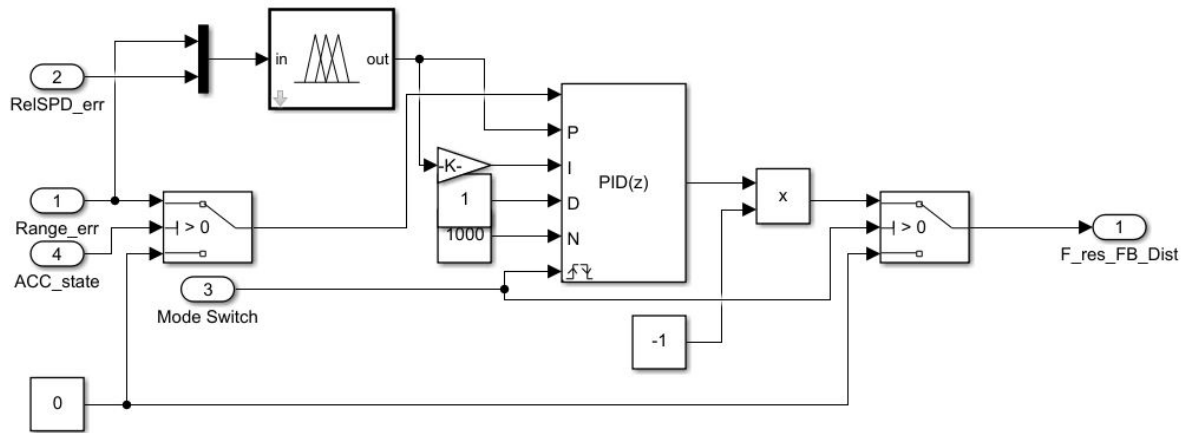 in
out
2
RelSPD_err
P
-K-
I
PID(z)
1
1
x
D
Range_err
> 0
> 0
1
4
1000
N
F_res_FB_Dist
ACC_state
3
Mode Switch
-1
0